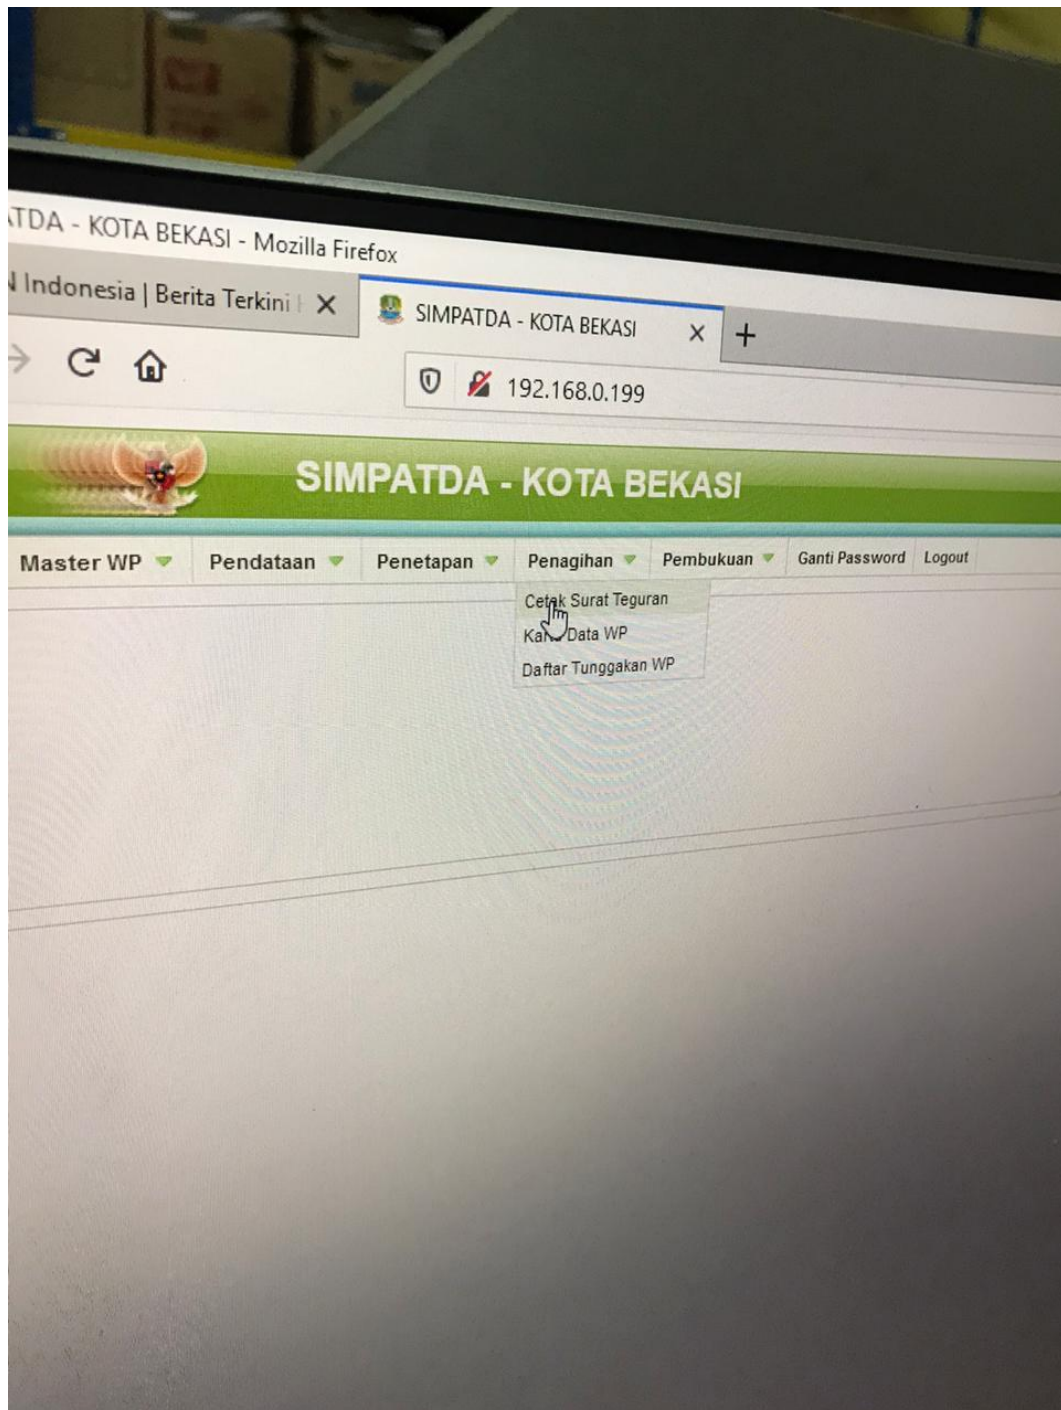 TDA - KOTA BEKASI - Mozilla Firefox
Indonesia | Berita Terkini
SIMPATDA - KOTA BEKASI
192.168.0.199
SIMPATDA - KOTA BEKASI
Master WP Pendataan Penetapan Penagihan Pembukuan Ganti Password Logout
Cetak Surat Teguran
Data WP
Daftar Tunggakan WP